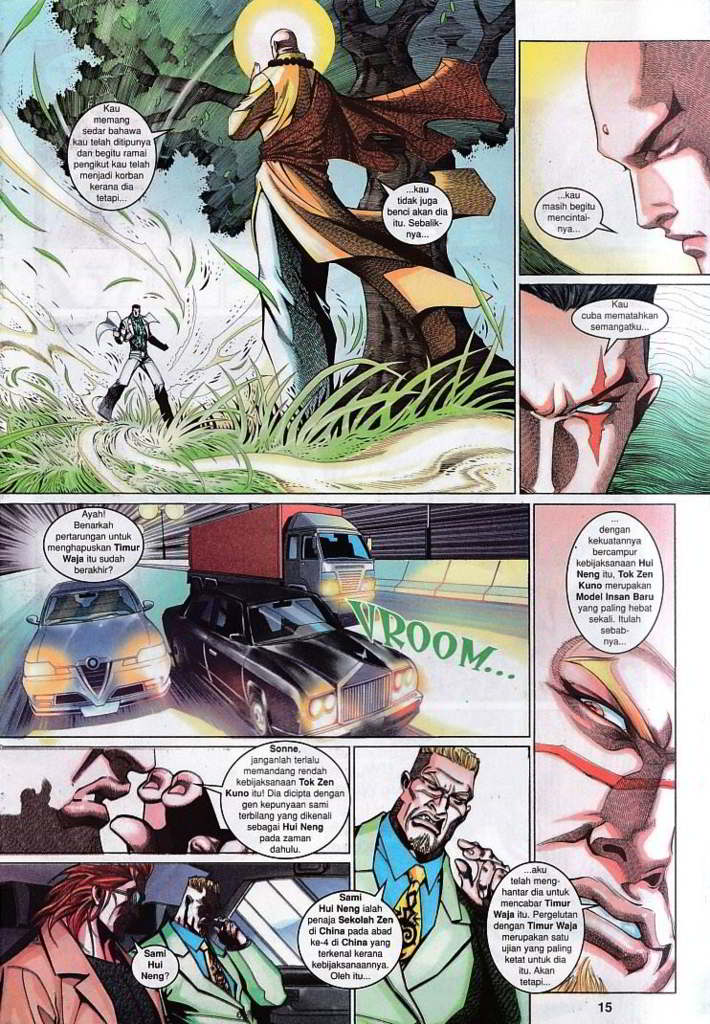 Kau
memang
sedar bahawa
kau telah ditipunya
dan begitu ramai
pengikut kau telah
menjadi korban
kerana dia
tetapi...
...kau
tidak juga
benci akan dia
itu. Sebalik-
nya...
...kau
masih begitu
mencintai-
nya...
Kau
cuba mematahkan
semangatku...
Ayah!
Benarkah
pertarungan untuk
menghapuskan Timur
Waja itu sudah
berakhir?
VROOM...
...
dengan
kekuatannya
bercampur
kebijaksanaan Hui
Neng itu, Tok Zen
Kuno merupakan
Model Insan Baru
yang paling hebat
sekali. Itulah
sebab-
nya...
Sonne,
janganlah terlalu
memandang rendah
kebijaksanaan Tok Zen
Kuno itu! Dia dicipta dengan
gen kepunyaan sami
terbilang yang dikenali
sebagai Hui Neng
pada zaman
dahulu.
Sami
Hui Neng?
Sami
Hui Neng ialah
penaja Sekolah Zen
di China pada abad
ke-4 di China yang
terkenal kerana
kebijaksanaannya.
Oleh itu...
...aku
telah meng-
hantar dia untuk
mencabar Timur
Waja itu. Pergelutan
dengan Timur Waja
merupakan satu
ujian yang paling
ketat untuk dia
itu. Akan
tetapi...
15